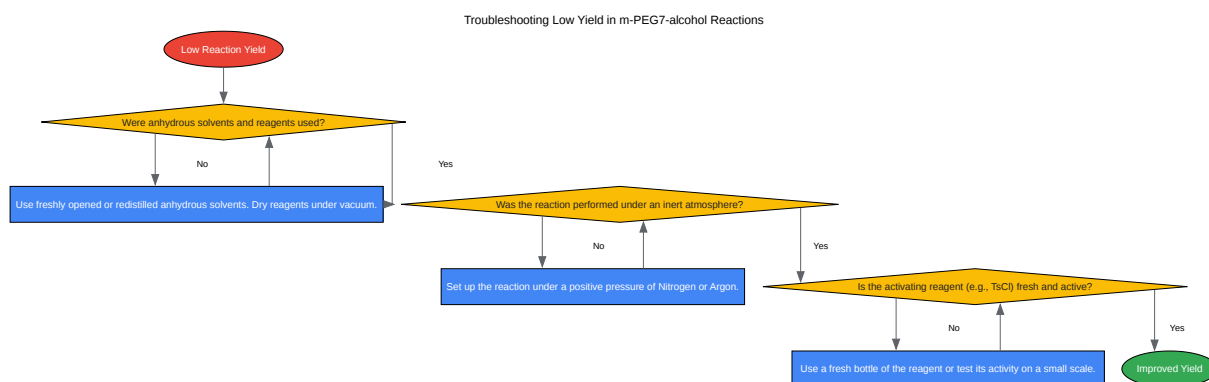 Troubleshooting Low Yield in m-PEG7-alcohol Reactions
Low Reaction Yield
Were anhydrous solvents and reagents used?
No
Yes
Use freshly opened or redistilled anhydrous solvents. Dry reagents under vacuum.
Was the reaction performed under an inert atmosphere?
No
Yes
Set up the reaction under a positive pressure of Nitrogen or Argon.
Is the activating reagent (e.g., TsCl) fresh and active?
No
Yes
Use a fresh bottle of the reagent or test its activity on a small scale.
Improved Yield